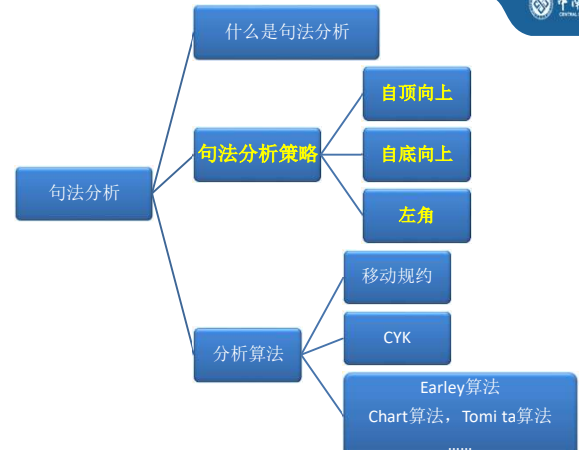 什么是句法分析
自顶向上
句法分析策略
自底向上
句法分析
左角
移动规约
分析算法
CYK
Earley算法
Chart算法，Tomi ta算法
......